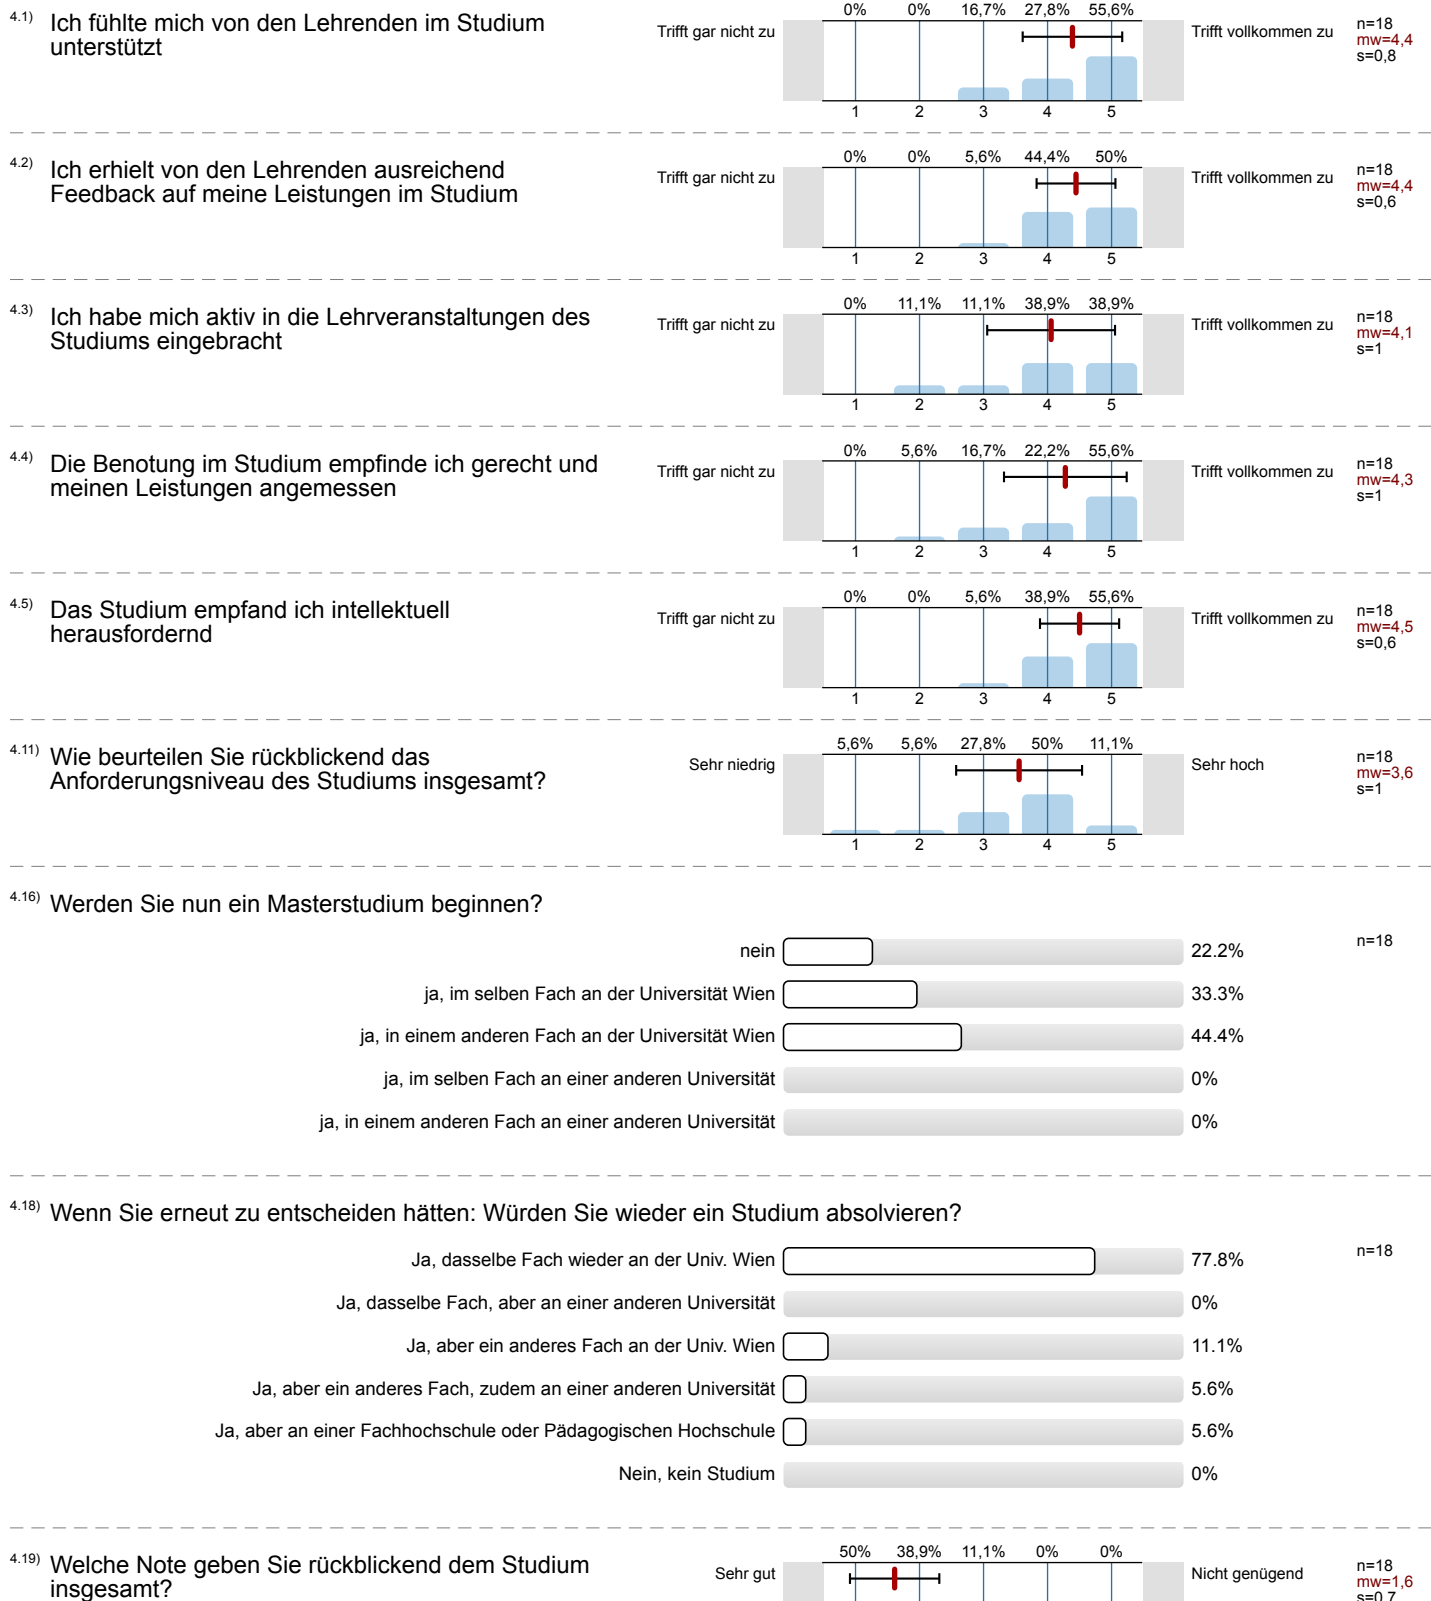 4.1) Ich fühlte mich von den Lehrenden im Studium
unterstützt
Trifft gar nicht zu
0% 0% 16,7% 27,8% 55,6%
1 2 3 4 5
Trifft vollkommen zu
n=18
mw=4,4
s=0,8
4.2) Ich erhielt von den Lehrenden ausreichend
Feedback auf meine Leistungen im Studium
Trifft gar nicht zu
0% 0% 5,6% 44,4% 50%
1 2 3 4 5
Trifft vollkommen zu
n=18
mw=4,4
s=0,6
4.3) Ich habe mich aktiv in die Lehrveranstaltungen des
Studiums eingebracht
Trifft gar nicht zu
0% 11,1% 11,1% 38,9% 38,9%
1 2 3 4 5
Trifft vollkommen zu
n=18
mw=4,1
s=1
4.4) Die Benotung im Studium empfinde ich gerecht und
meinen Leistungen angemessen
Trifft gar nicht zu
0% 5,6% 16,7% 22,2% 55,6%
1 2 3 4 5
Trifft vollkommen zu
n=18
mw=4,3
s=1
4.5) Das Studium empfand ich intellektuell
herausfordernd
Trifft gar nicht zu
0% 0% 5,6% 38,9% 55,6%
1 2 3 4 5
Trifft vollkommen zu
n=18
mw=4,5
s=0,6
4.11) Wie beurteilen Sie rückblickend das
Anforderungsniveau des Studiums insgesamt?
Sehr niedrig
5,6% 5,6% 27,8% 50% 11,1%
1 2 3 4 5
Sehr hoch
n=18
mw=3,6
s=1
4.16) Werden Sie nun ein Masterstudium beginnen?
n=18
nein 22.2%
ja, im selben Fach an der Universität Wien 33.3%
ja, in einem anderen Fach an der Universität Wien 44.4%
ja, im selben Fach an einer anderen Universität 0%
ja, in einem anderen Fach an einer anderen Universität 0%
4.18) Wenn Sie erneut zu entscheiden hätten: Würden Sie wieder ein Studium absolvieren?
n=18
Ja, dasselbe Fach wieder an der Univ. Wien 77.8%
Ja, dasselbe Fach, aber an einer anderen Universität 0%
Ja, aber ein anderes Fach an der Univ. Wien 11.1%
Ja, aber ein anderes Fach, zudem an einer anderen Universität 5.6%
Ja, aber an einer Fachhochschule oder Pädagogischen Hochschule 5.6%
Nein, kein Studium 0%
4.19) Welche Note geben Sie rückblickend dem Studium
insgesamt?
Sehr gut
50% 38,9% 11,1% 0% 0%
Nicht genügend
n=18
mw=1,6
s=0,7